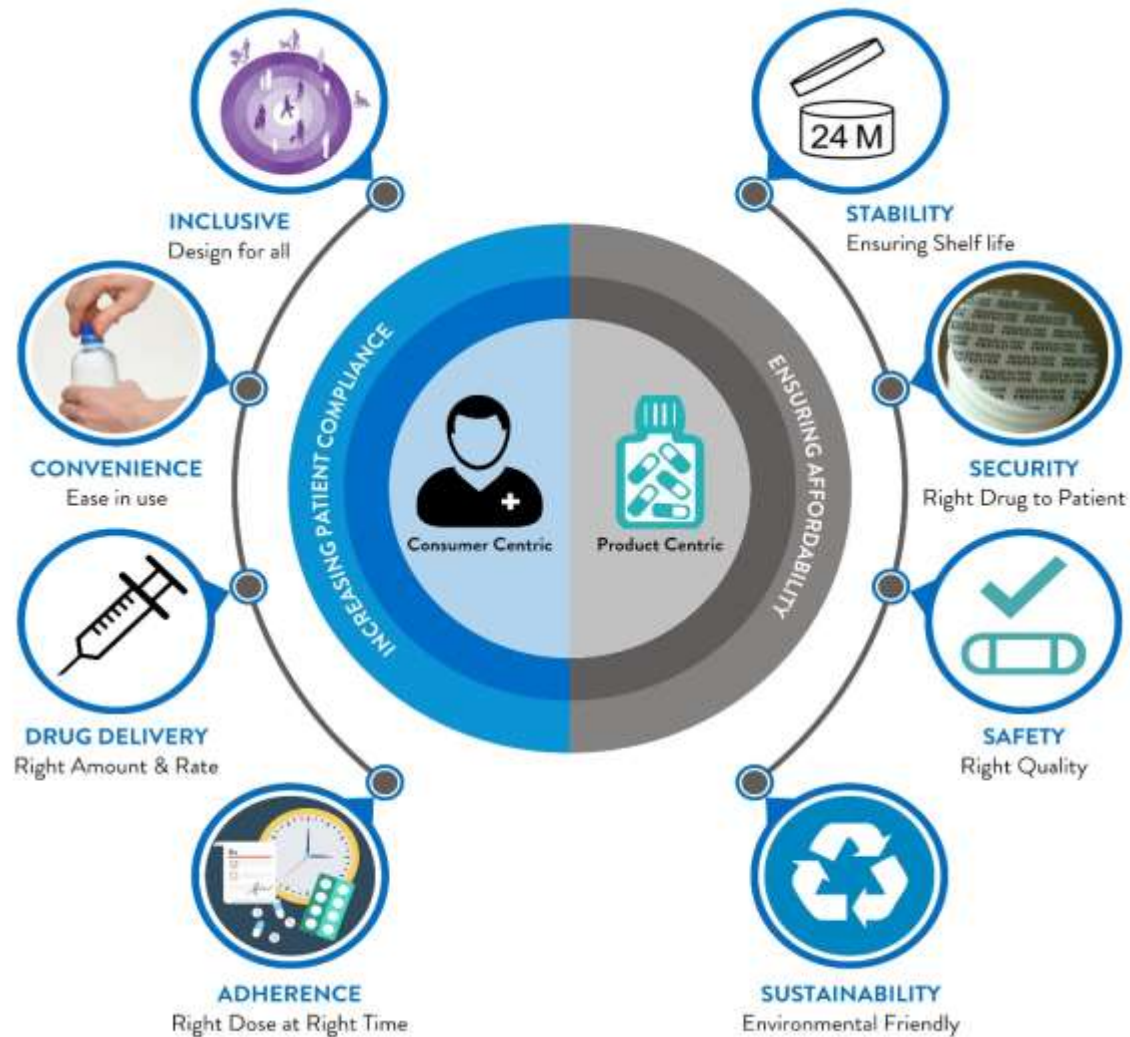 INCLUSIVE
Design for all
CONVENIENCE
Ease in use
DRUG DELIVERY
Right Amount & Rate
ADHERENCE
Right Dose at Right Time
INCREASING PATIENT COMPLIANCE
Consumer Centric
Product Centric
ENSURING AFFORDABILITY
24 M
STABILITY
Ensuring Shelf life
SECURITY
Right Drug to Patient
SAFETY
Right Quality
SUSTAINABILITY
Environmental Friendly